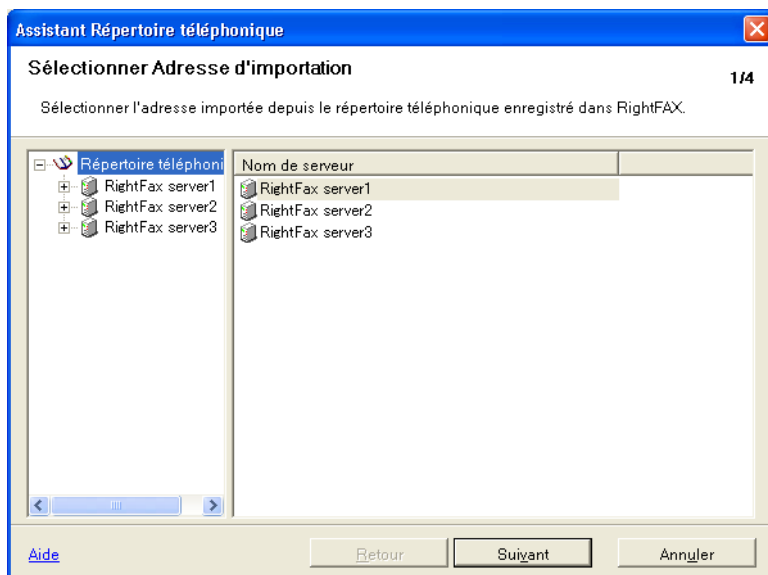 Assistant Répertoire téléphonique
Sélectionner Adresse d'importation
1/4
Sélectionner l'adresse importée depuis le répertoire téléphonique enregistré dans RightFAX.
Répertoire téléphoni
RightFax server1
RightFax server2
RightFax server3
Nom de serveur
RightFax server1
RightFax server2
RightFax server3
Aide
Retour
Suivant
Annuler